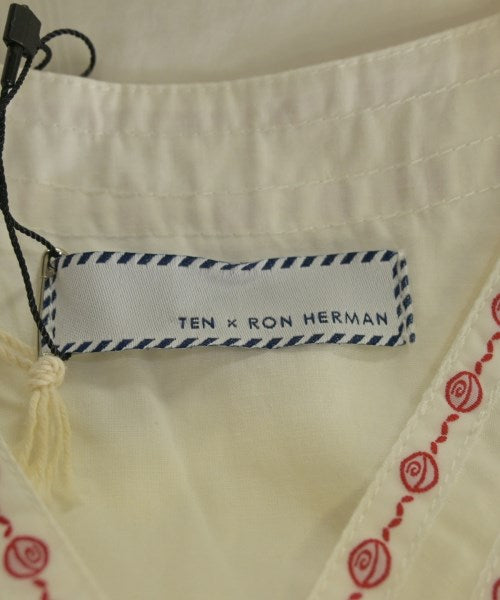 TEN × RON HERMAN